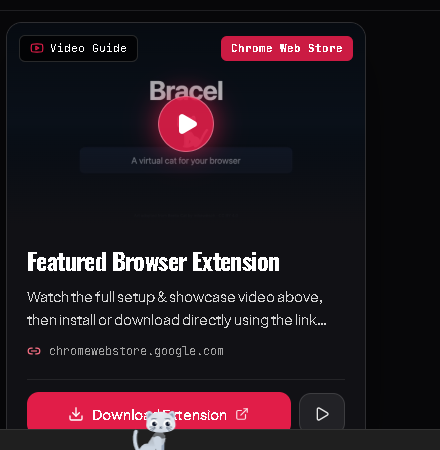 Video Guide
Chrome Web Store
Bracel
A virtual cat for your browser
Featured Browser Extension
Watch the full setup & showcase video above,
then install or download directly using the link...
chromewebstore.google.com
Download Extension